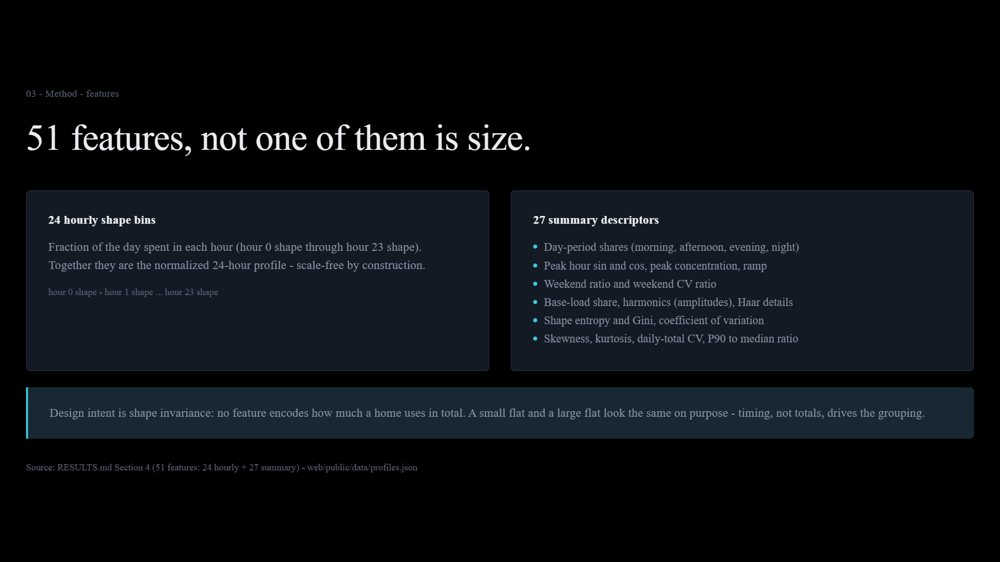 03 - Method - features
51 features, not one of them is size.
24 hourly shape bins
Fraction of the day spent in each hour (hour 0 shape through hour 23 shape).
Together they are the normalized 24-hour profile - scale-free by construction.
hour 0 shape - hour 1 shape ... hour 23 shape
27 summary descriptors
Day-period shares (morning, afternoon, evening, night)
Peak hour sin and cos, peak concentration, ramp
Weekend ratio and weekend CV ratio
Base-load share, harmonics (amplitudes), Haar details
Shape entropy and Gini, coefficient of variation
Skewness, kurtosis, daily-total CV, P90 to median ratio
Design intent is shape invariance: no feature encodes how much a home uses in total. A small flat and a large flat look the same on purpose - timing, not totals, drives the grouping.
Source: RESULTS.md Section 4 (51 features: 24 hourly + 27 summary) - web/public/data/profiles.json